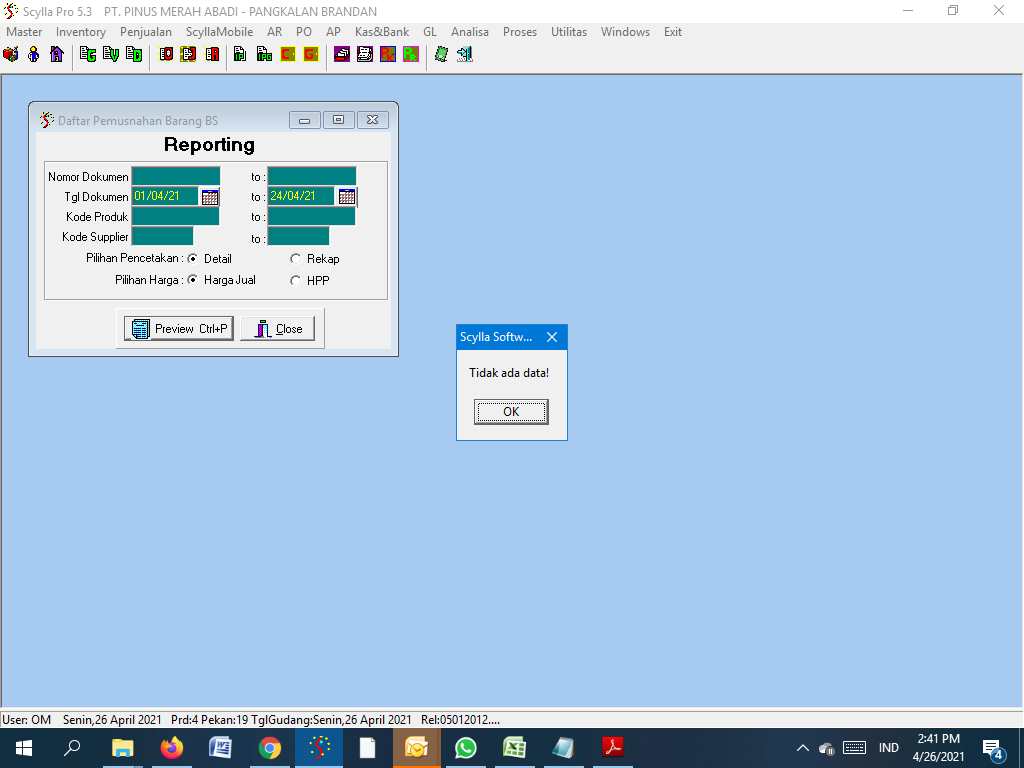 Scylla Pro 5.3 PT. PINUS MERAH ABADI - PANGKALAN BRANDAN
Master Inventory Penjualan ScyllaMobile AR PO AP Kas&Bank GL Analisa Proses Utilitas Windows Exit
Daftar Pemusnahan Barang BS
Reporting
Nomor Dokumen to :
Tgl Dokumen 01/04/21 to : 24/04/21
Kode Produk to :
Kode Supplier to :
Pilihan Pencetakan : Detail Rekap
Pilihan Harga : Harga Jual HPP
Preview Ctrl+P Close
Scylla Softw...
Tidak ada data!
OK
User: OM Senin,26 April 2021 Prd:4 Pekan:19 TglGudang:Senin,26 April 2021 Rel:05012012....
IND
2:41 PM
4/26/2021
4